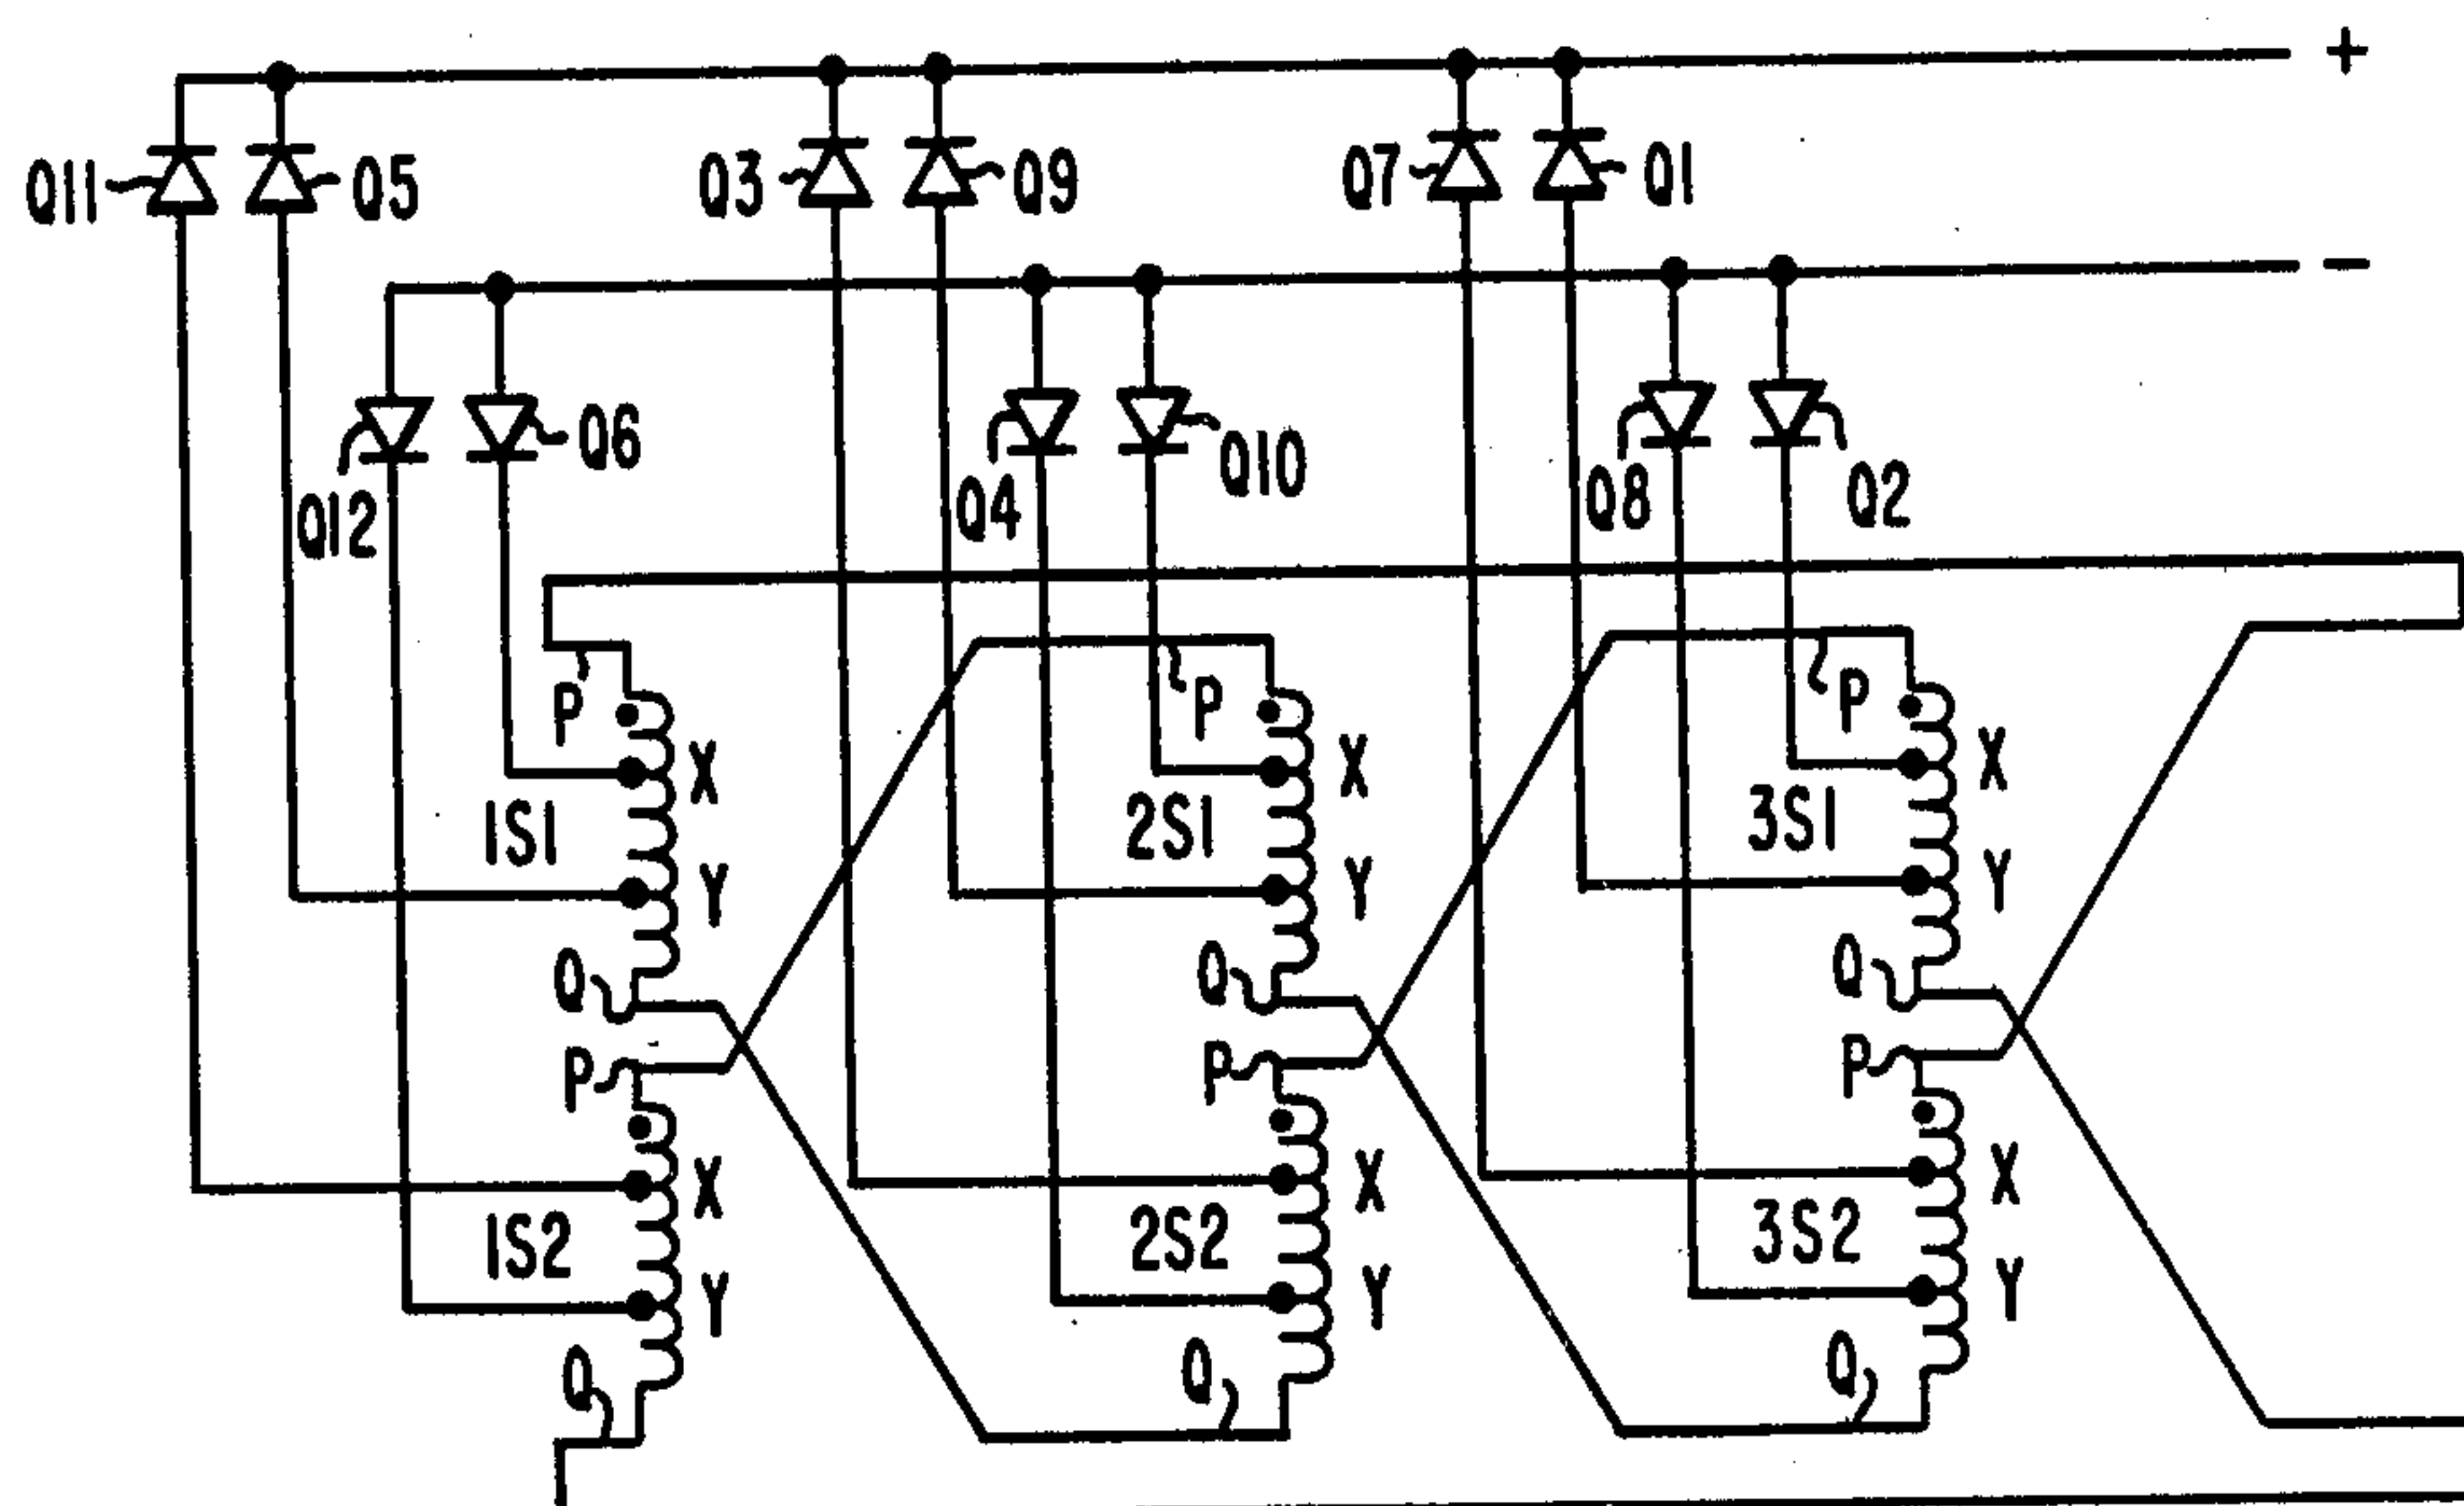 +
Q11 Q5 Q3 Q9 Q7 Q1
−
Q12 Q6 Q4 Q10 Q8 Q2
P P P
X X X
1S1 2S1 3S1
Y Y Y
Q Q Q
P P P
X X X
1S2 2S2 3S2
Y Y Y
Q Q Q